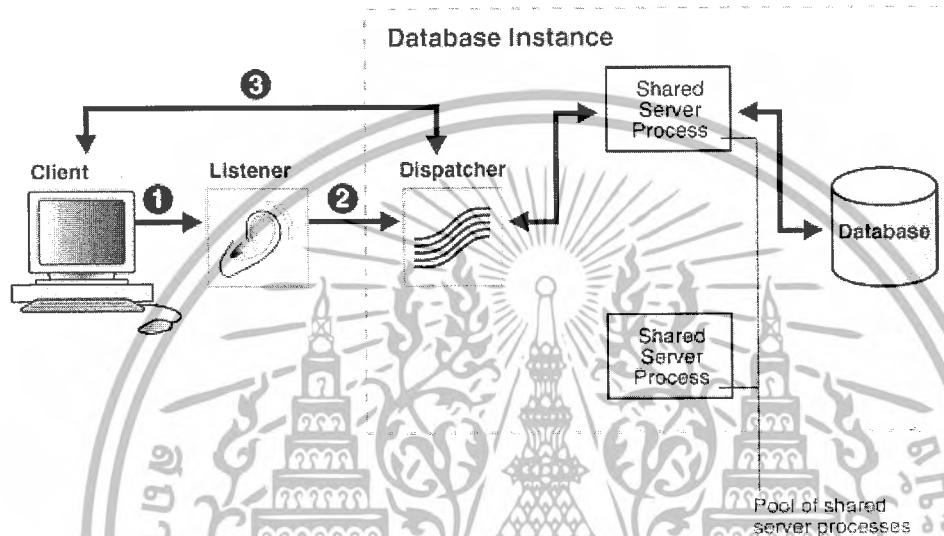 Database Instance
3
Shared
Server
Process
Client
Listener
Dispatcher
1
2
Database
Shared
Server
Process
Pool of shared
server processes